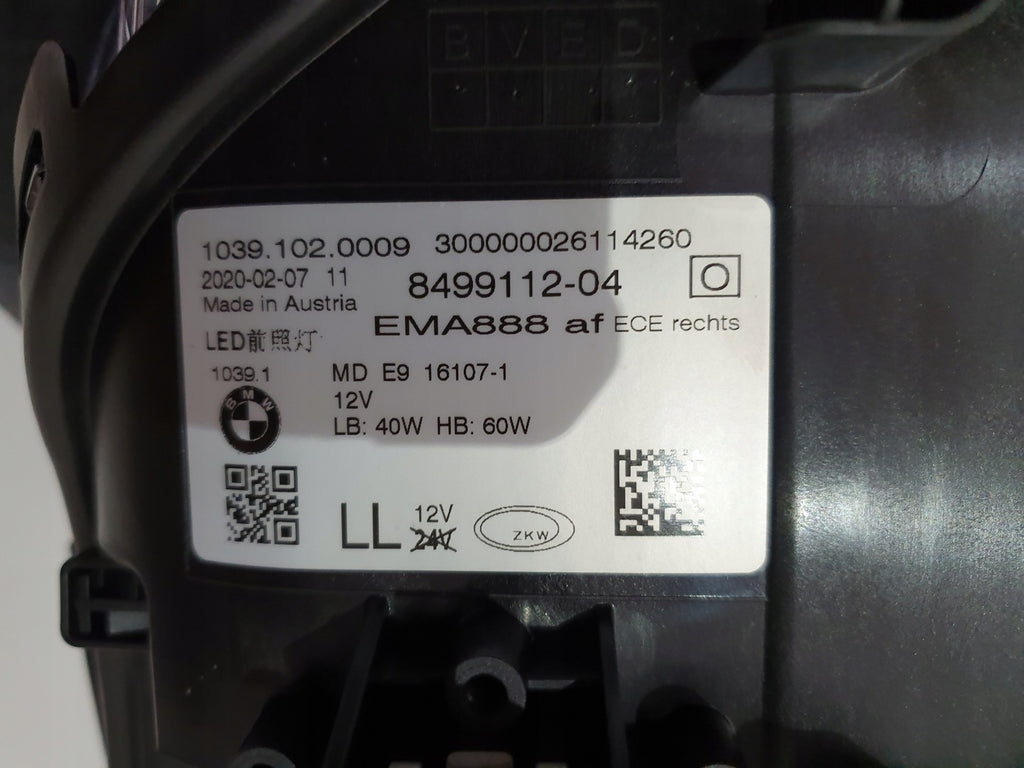 B V E D
1039.102.0009 300000026114260
2020-02-07 11 8499112-04 O
Made in Austria
EMA888 af ECE rechts
LED前照灯
1039.1 MD E9 16107-1
BMW
12V
LB: 40W HB: 60W
LL 12V
24V
ZKW